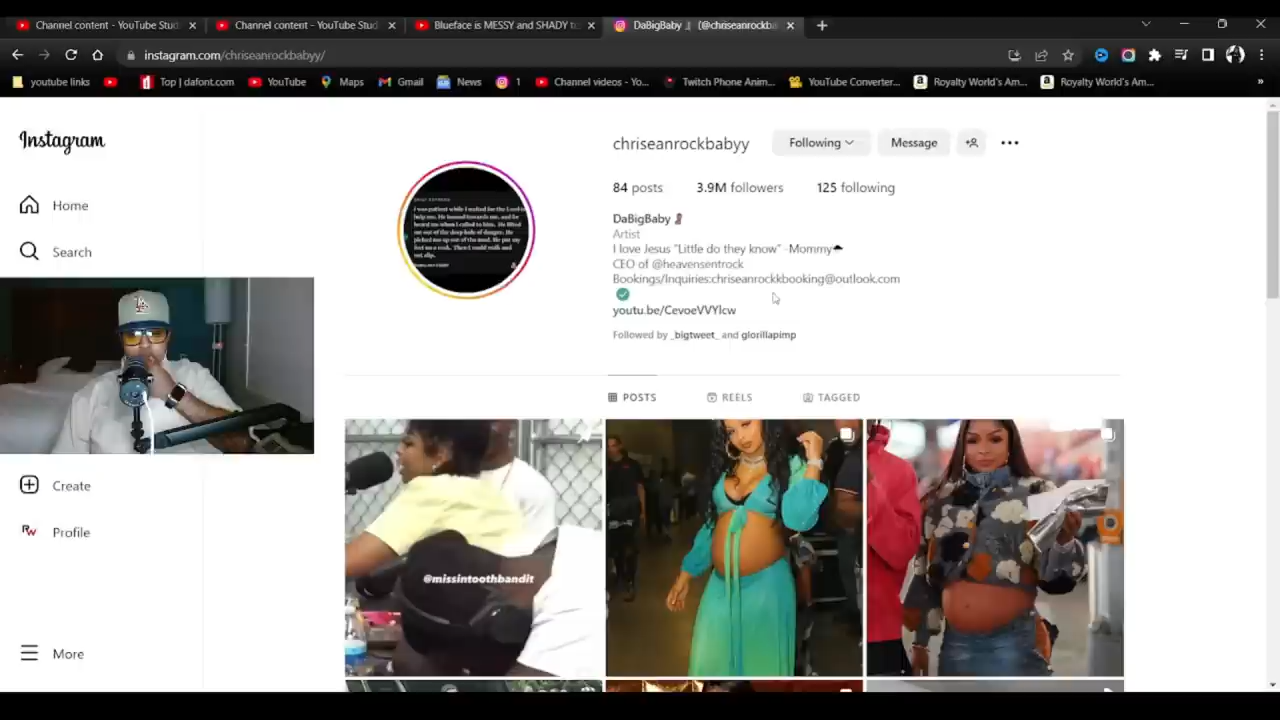 Channel content - YouTube Stud
Channel content - YouTube Stud
Blueface is MESSY and SHADY to
DaBigBaby (@chriseanrockba
instagram.com/chriseanrockbabyy/
youtube links
Top | dafont.com
YouTube
Maps
Gmail
News
1
Channel videos - Yo...
Twitch Phone Anim...
YouTube Converter...
Royalty World's Am...
Royalty World's Am...
Instagram
chriseanrockbabyy
Following
Message
84 posts
3.9M followers
125 following
DaBigBaby
Artist
I love Jesus "Little do they know" -Mommy
CEO of @heavensentrock
Bookings/Inquiries:chriseanrockkbooking@outlook.com
youtu.be/CevoeVVYlcw
Followed by _bigtweet_ and glorillapimp
Home
Search
Create
RW
Profile
More
POSTS
REELS
TAGGED
@missintoothbandit